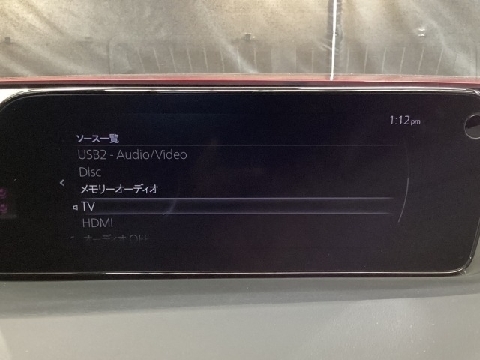 1:12pm
ソース一覧
USB2 - Audio/Video
Disc
メモリーオーディオ
TV
HDMI